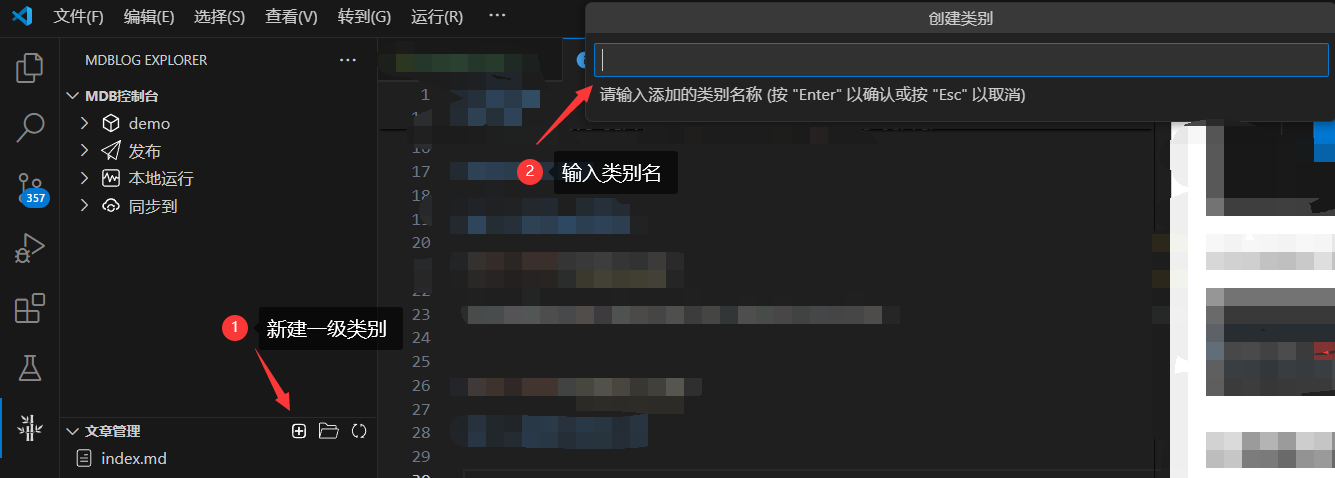 文件(F) 编辑(E) 选择(S) 查看(V) 转到(G) 运行(R) ···
创建类别
请输入添加的类别名称 (按 "Enter" 以确认或按 "Esc" 以取消)
MDBLOG EXPLORER ···
MDB控制台
demo
发布
本地运行
同步到
357
1 新建一级类别
2 输入类别名
文章管理
index.md
1
17
18
20
22
23
24
25
26
27
28
29